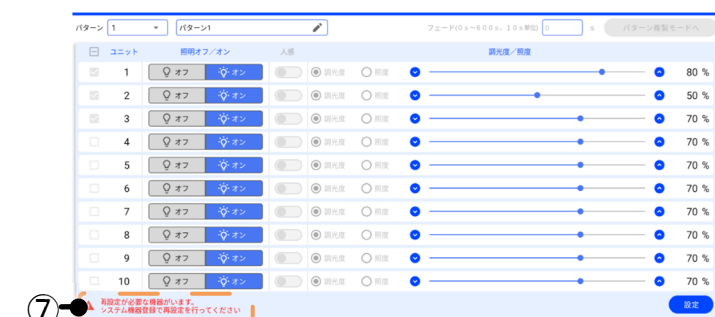 パターン 1 パターン1 フェード(0s～600s、10s単位) 0 s パターン複製モードへ
ユニット 照明オフ／オン 人感 調光度／照度
1 オフ オン 調光度 照度 80 %
2 オフ オン 調光度 照度 50 %
3 オフ オン 調光度 照度 70 %
4 オフ オン 調光度 照度 70 %
5 オフ オン 調光度 照度 70 %
6 オフ オン 調光度 照度 70 %
7 オフ オン 調光度 照度 70 %
8 オフ オン 調光度 照度 70 %
9 オフ オン 調光度 照度 70 %
10 オフ オン 調光度 照度 70 %
再設定が必要な機器がいます。
システム機器登録で再設定を行ってください
設定
⑦